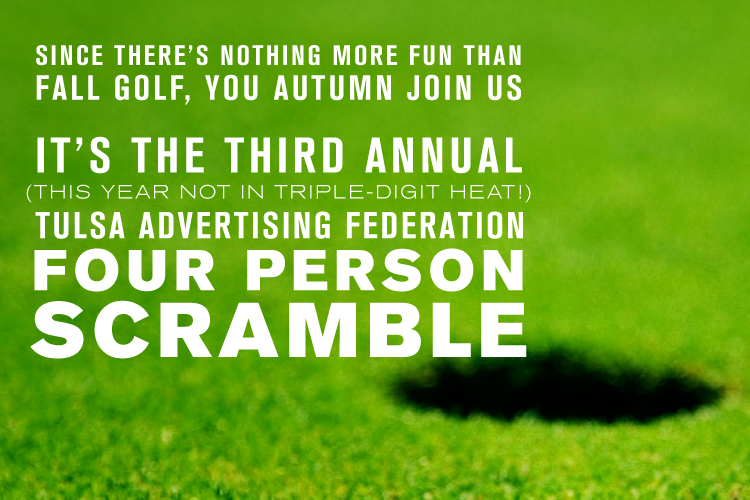 SINCE THERE'S NOTHING MORE FUN THAN
FALL GOLF, YOU AUTUMN JOIN US
IT'S THE THIRD ANNUAL
(THIS YEAR NOT IN TRIPLE-DIGIT HEAT!)
TULSA ADVERTISING FEDERATION
FOUR PERSON
SCRAMBLE